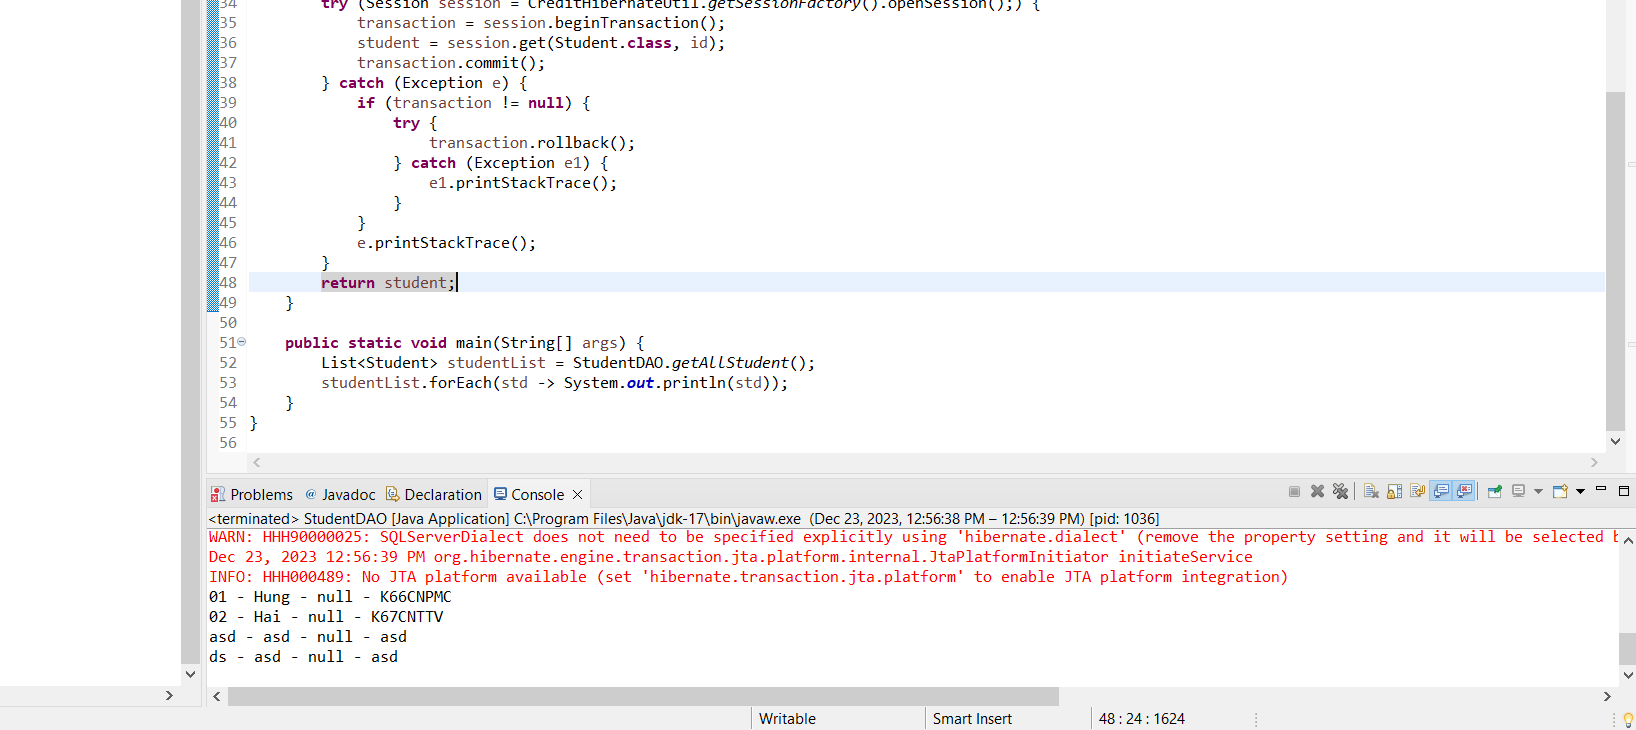 34 try (Session session = CreditHibernateUtil.getSessionFactory().openSession();) {
35 transaction = session.beginTransaction();
36 student = session.get(Student.class, id);
37 transaction.commit();
38 } catch (Exception e) {
39 if (transaction != null) {
40 try {
41 transaction.rollback();
42 } catch (Exception e1) {
43 e1.printStackTrace();
44 }
45 }
46 e.printStackTrace();
47 }
48 return student;
49 }
50
51 public static void main(String[] args) {
52 List<Student> studentList = StudentDAO.getAllStudent();
53 studentList.forEach(std -> System.out.println(std));
54 }
55 }
56
Problems @ Javadoc Declaration Console
<terminated> StudentDAO [Java Application] C:\Program Files\Java\jdk-17\bin\javaw.exe (Dec 23, 2023, 12:56:38 PM – 12:56:39 PM) [pid: 1036]
WARN: HHH90000025: SQLServerDialect does not need to be specified explicitly using 'hibernate.dialect' (remove the property setting and it will be selected
Dec 23, 2023 12:56:39 PM org.hibernate.engine.transaction.jta.platform.internal.JtaPlatformInitiator initiateService
INFO: HHH000489: No JTA platform available (set 'hibernate.transaction.jta.platform' to enable JTA platform integration)
01 - Hung - null - K66CNPMC
02 - Hai - null - K67CNTTV
asd - asd - null - asd
ds - asd - null - asd
Writable Smart Insert 48 : 24 : 1624